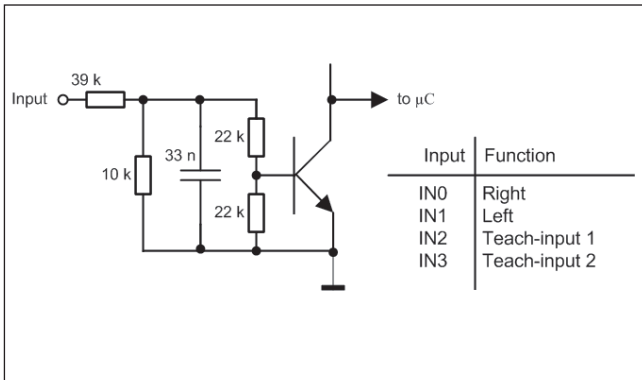 39 k
Input
to µC
22 k
33 n
10 k
22 k
Input Function
IN0 Right
IN1 Left
IN2 Teach-input 1
IN3 Teach-input 2